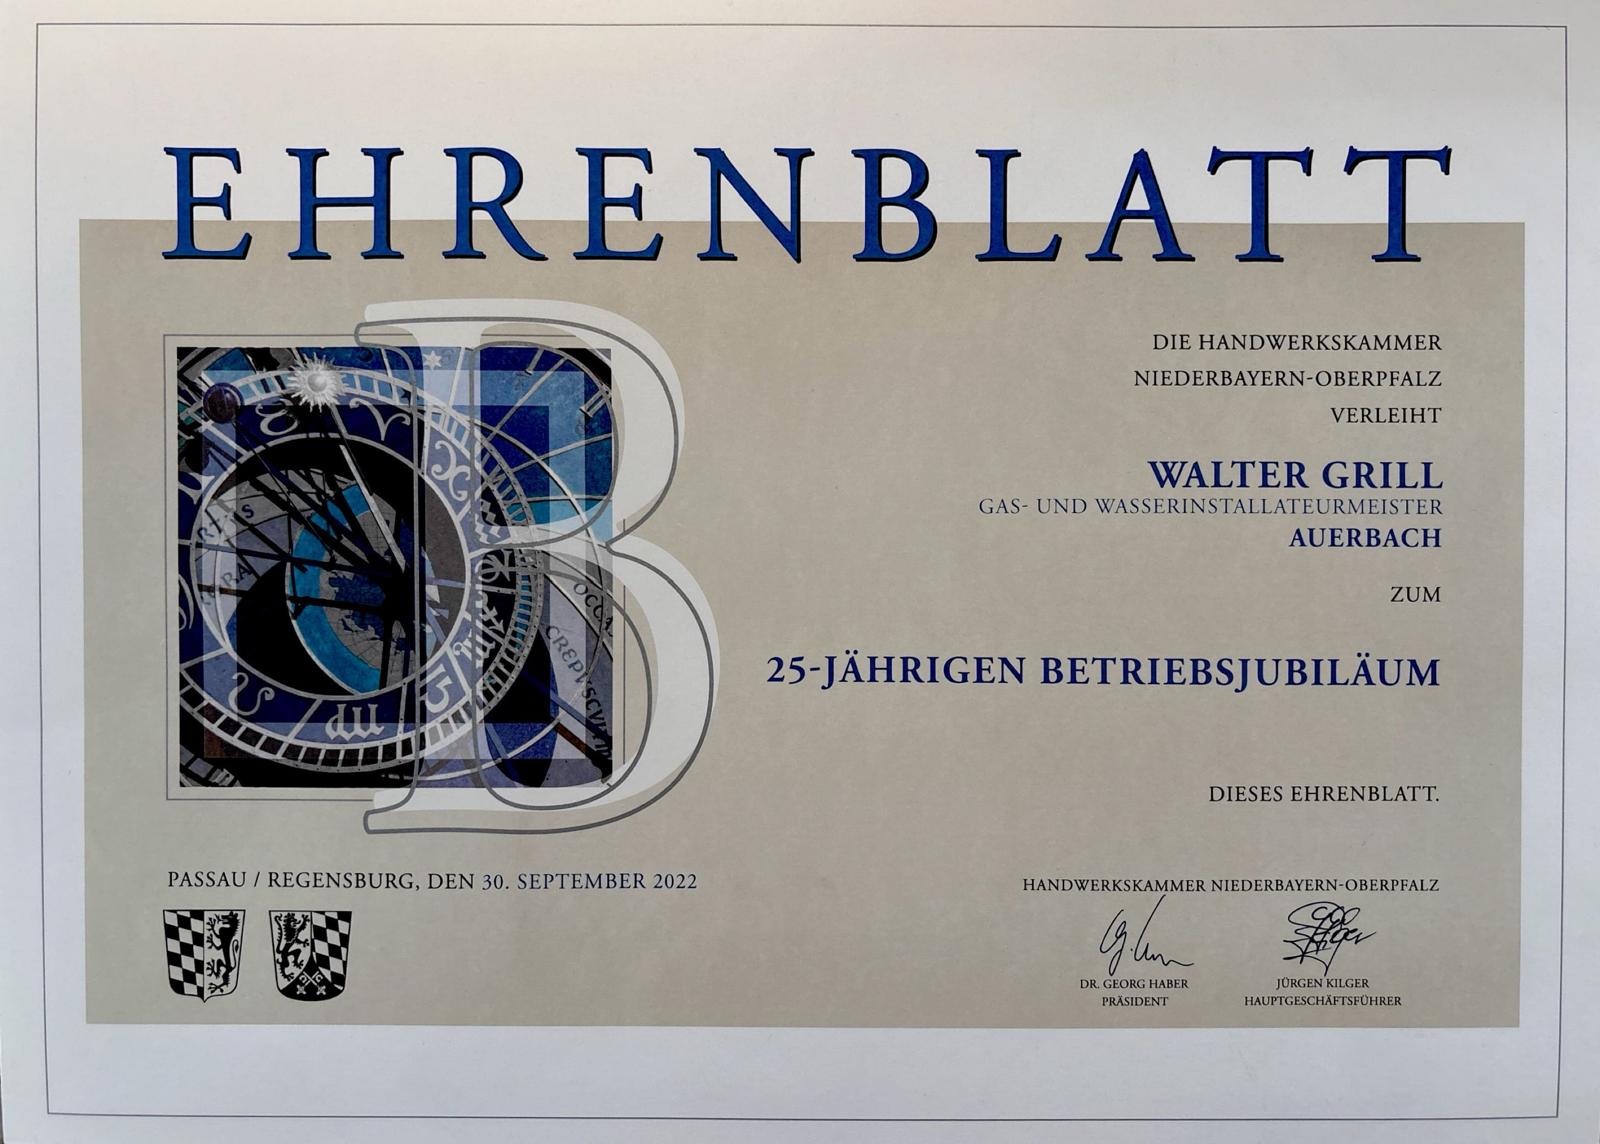 EHRENBLATT
DIE HANDWERKSKAMMER
NIEDERBAYERN-OBERPFALZ
VERLEIHT
WALTER GRILL
GAS- UND WASSERINSTALLATEURMEISTER
AUERBACH
ZUM
25-JÄHRIGEN BETRIEBSJUBILÄUM
DIESES EHRENBLATT.
B
CREPVSCVLVM
PASSAU / REGENSBURG, DEN 30. SEPTEMBER 2022
HANDWERKSKAMMER NIEDERBAYERN-OBERPFALZ
DR. GEORG HABER
PRÄSIDENT
JÜRGEN KILGER
HAUPTGESCHÄFTSFÜHRER